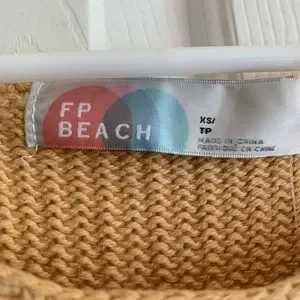 FP
BEACH
XS/
TP
MADE IN CHINA
FABRIQUÉ EN CHINE